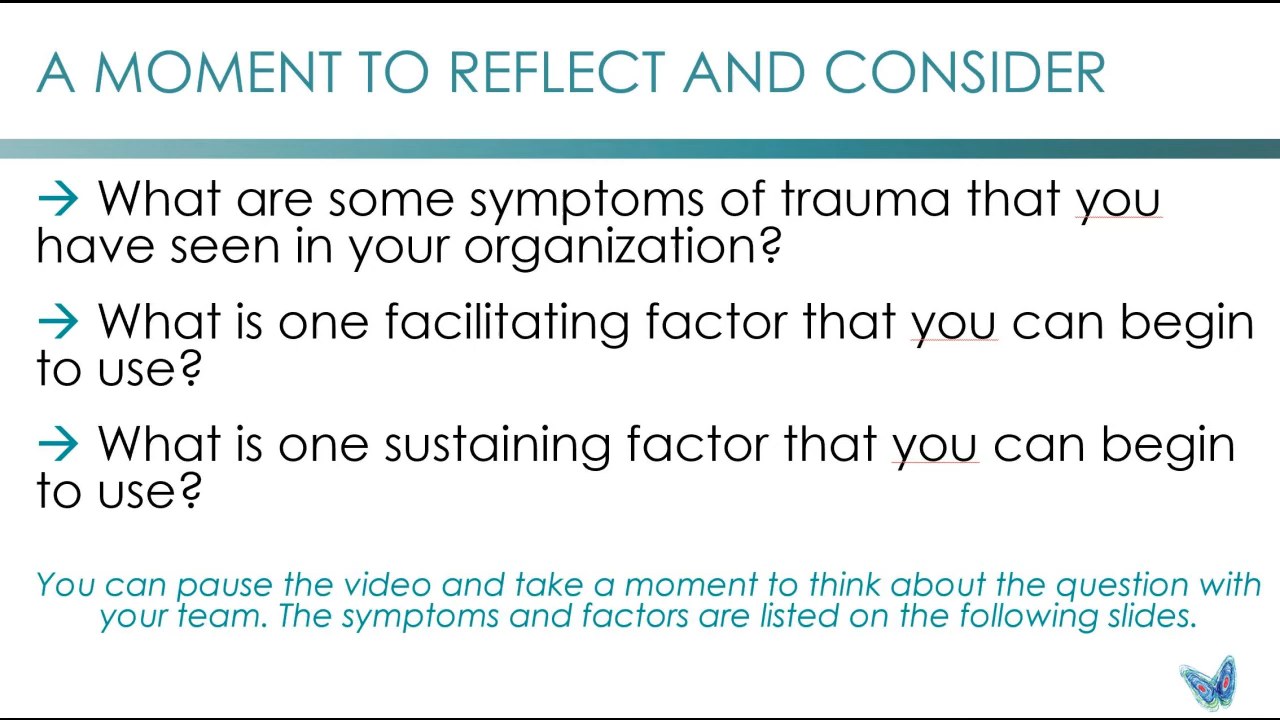 A MOMENT TO REFLECT AND CONSIDER
→ What are some symptoms of trauma that you
have seen in your organization?
→ What is one facilitating factor that you can begin
to use?
→ What is one sustaining factor that you can begin
to use?
You can pause the video and take a moment to think about the question with
your team. The symptoms and factors are listed on the following slides.